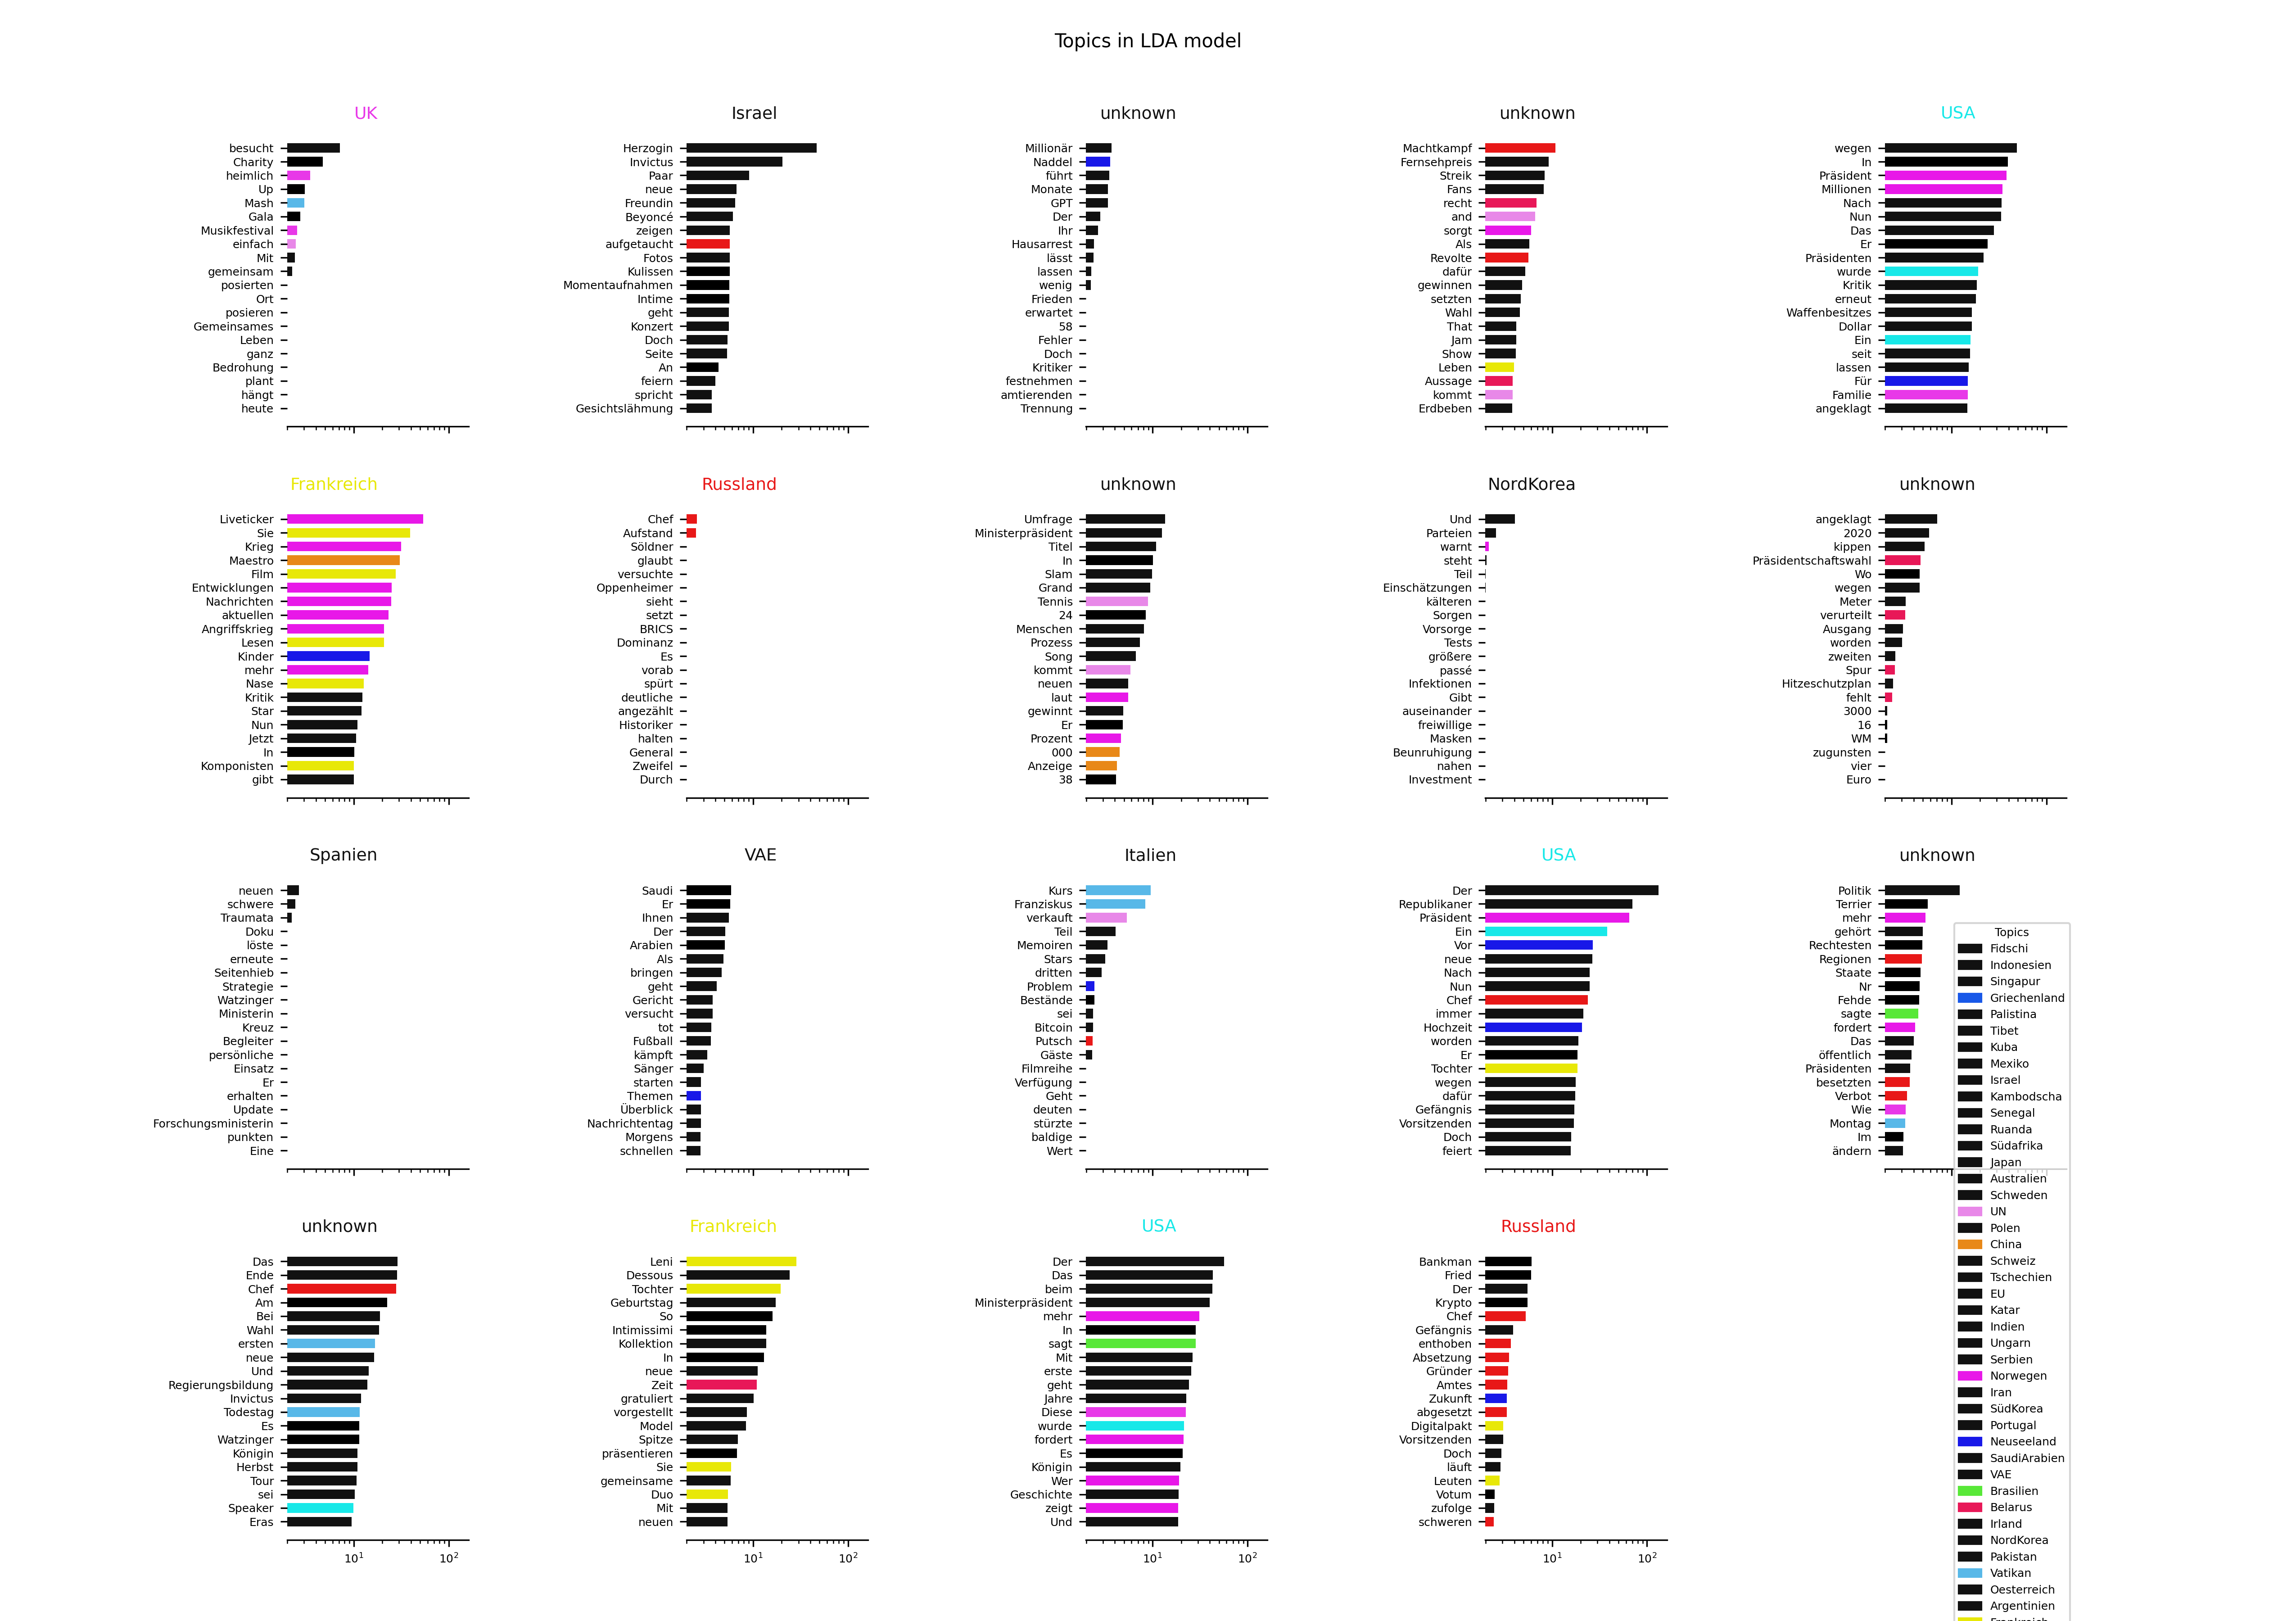 Topics in LDA model
UK
besucht
Charity
heimlich
Up
Mash
Gala
Musikfestival
einfach
Mit
gemeinsam
posierten
Ort
posieren
Gemeinsames
Leben
ganz
Bedrohung
plant
hängt
heute
Israel
Herzogin
Invictus
Paar
neue
Freundin
Beyoncé
zeigen
aufgetaucht
Fotos
Kulissen
Momentaufnahmen
Intime
geht
Konzert
Doch
Seite
An
feiern
spricht
Gesichtslähmung
unknown
Millionär
Naddel
führt
Monate
GPT
Der
Ihr
Hausarrest
lässt
lassen
wenig
Frieden
erwartet
58
Fehler
Doch
Kritiker
festnehmen
amtierenden
Trennung
unknown
Machtkampf
Fernsehpreis
Streik
Fans
recht
and
sorgt
Als
Revolte
dafür
gewinnen
setzten
Wahl
That
Jam
Show
Leben
Aussage
kommt
Erdbeben
USA
wegen
In
Präsident
Millionen
Nach
Nun
Das
Er
Präsidenten
wurde
Kritik
erneut
Waffenbesitzes
Dollar
Ein
seit
lassen
Für
Familie
angeklagt
Frankreich
Liveticker
Sie
Krieg
Maestro
Film
Entwicklungen
Nachrichten
aktuellen
Angriffskrieg
Lesen
Kinder
mehr
Nase
Kritik
Star
Nun
Jetzt
In
Komponisten
gibt
Russland
Chef
Aufstand
Söldner
glaubt
versuchte
Oppenheimer
sieht
setzt
BRICS
Dominanz
Es
vorab
spürt
deutliche
angezählt
Historiker
halten
General
Zweifel
Durch
unknown
Umfrage
Ministerpräsident
Titel
In
Slam
Grand
Tennis
24
Menschen
Prozess
Song
kommt
neuen
laut
gewinnt
Er
Prozent
000
Anzeige
38
NordKorea
Und
Parteien
warnt
steht
Teil
Einschätzungen
kälteren
Sorgen
Vorsorge
Tests
größere
passé
Infektionen
Gibt
auseinander
freiwillige
Masken
Beunruhigung
nahen
Investment
unknown
angeklagt
2020
kippen
Präsidentschaftswahl
Wo
wegen
Meter
verurteilt
Ausgang
worden
zweiten
Spur
Hitzeschutzplan
fehlt
3000
16
WM
zugunsten
vier
Euro
Spanien
neuen
schwere
Traumata
Doku
löste
erneute
Seitenhieb
Strategie
Watzinger
Ministerin
Kreuz
Begleiter
persönliche
Einsatz
Er
erhalten
Update
Forschungsministerin
punkten
Eine
VAE
Saudi
Er
Ihnen
Der
Arabien
Als
bringen
geht
Gericht
versucht
tot
Fußball
kämpft
Sänger
starten
Themen
Überblick
Nachrichtentag
Morgens
schnellen
Italien
Kurs
Franziskus
verkauft
Teil
Memoiren
Stars
dritten
Problem
Bestände
sei
Bitcoin
Putsch
Gäste
Filmreihe
Verfügung
Geht
deuten
stürzte
baldige
Wert
USA
Der
Republikaner
Präsident
Ein
Vor
neue
Nach
Nun
Chef
immer
Hochzeit
worden
Er
Tochter
wegen
dafür
Gefängnis
Vorsitzenden
Doch
feiert
unknown
Politik
Terrier
mehr
gehört
Rechtesten
Regionen
Staate
Nr
Fehde
sagte
fordert
Das
öffentlich
Präsidenten
besetzten
Verbot
Wie
Montag
Im
ändern
Topics
Fidschi
Indonesien
Singapur
Griechenland
Palistina
Tibet
Kuba
Mexiko
Israel
Kambodscha
Senegal
Ruanda
Südafrika
Japan
Australien
Schweden
UN
Polen
China
Schweiz
Tschechien
EU
Katar
Indien
Ungarn
Serbien
Norwegen
Iran
SüdKorea
Portugal
Neuseeland
SaudiArabien
VAE
Brasilien
Belarus
Irland
NordKorea
Pakistan
Vatikan
Oesterreich
Argentinien
Frankreich
unknown
Das
Ende
Chef
Am
Bei
Wahl
ersten
neue
Und
Regierungsbildung
Invictus
Todestag
Es
Watzinger
Königin
Herbst
Tour
sei
Speaker
Eras
10¹ 10²
Frankreich
Leni
Dessous
Tochter
Geburtstag
So
Intimissimi
Kollektion
In
neue
Zeit
gratuliert
vorgestellt
Model
Spitze
präsentieren
Sie
gemeinsame
Duo
Mit
neuen
10¹ 10²
USA
Der
Das
beim
Ministerpräsident
mehr
In
sagt
Mit
erste
geht
Jahre
Diese
wurde
fordert
Es
Königin
Wer
Geschichte
zeigt
Und
10¹ 10²
Russland
Bankman
Fried
Der
Krypto
Chef
Gefängnis
enthoben
Absetzung
Gründer
Amtes
Zukunft
abgesetzt
Digitalpakt
Vorsitzenden
Doch
läuft
Leuten
Votum
zufolge
schweren
10¹ 10²